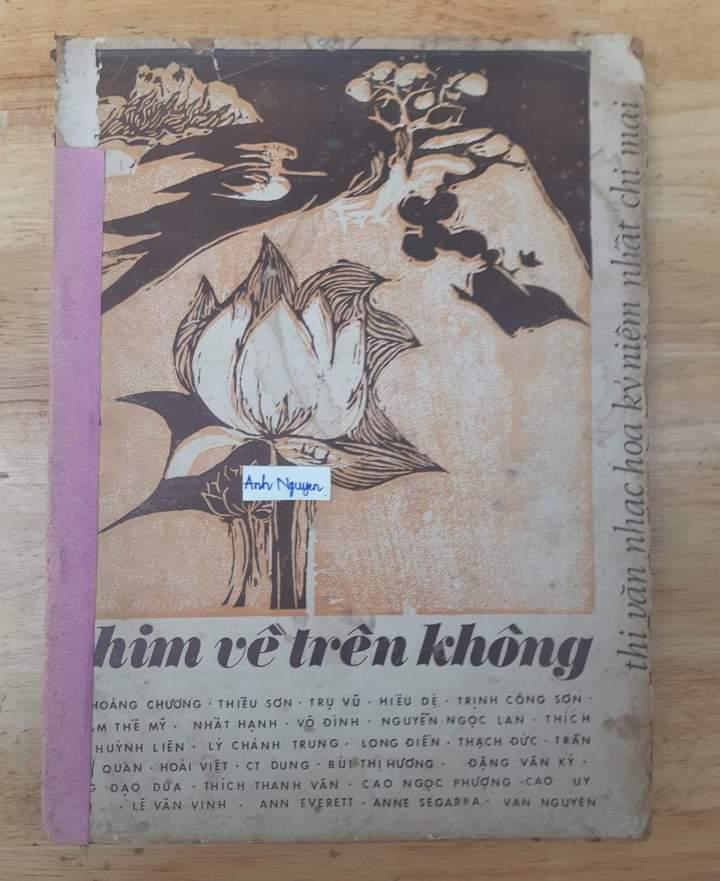 thi văn nhạc hoạ kỷ niệm nhất chi mai
Anh Nguyen
him về trên không
HOÀNG CHƯƠNG · THIỀU SƠN · TRỤ VŨ · HIẾU ĐỆ · TRỊNH CÔNG SƠN ·
THẾ MỸ · NHẤT HẠNH · VÕ ĐÌNH · NGUYỄN NGỌC LAN · THÍCH
HUỲNH LIÊN · LÝ CHÁNH TRUNG · LONG ĐIỀN · THẠCH ĐỨC · TRẦN
QUAN · HOÀI VIỆT · CT DUNG · BÙI THỊ HƯƠNG · ĐẶNG VĂN KÝ ·
ĐẠO DỪA · THÍCH THANH VĂN · CAO NGỌC PHƯỢNG · CAO UY
· LÊ VĂN VINH · ANN EVERETT · ANNE SEGARRA · VAN NGUYEN